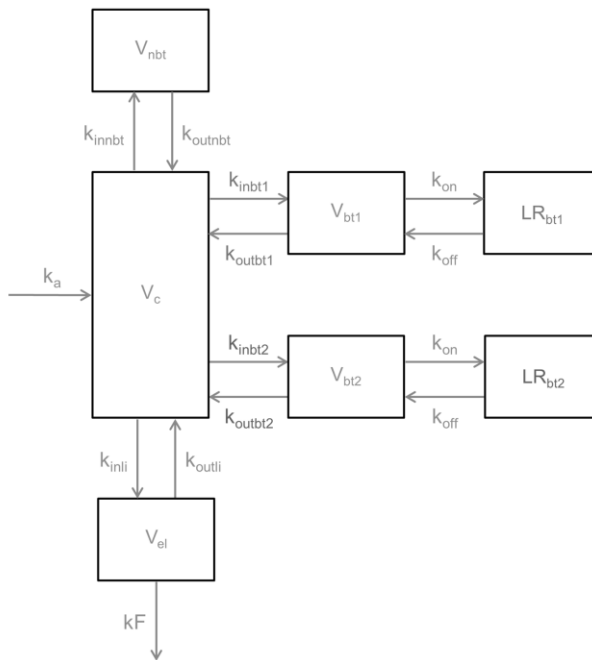 V_nbt
k_innbt
k_outnbt
k_inbt1
k_on
V_bt1
LR_bt1
k_outbt1
k_off
k_a
V_c
k_inbt2
k_on
V_bt2
LR_bt2
k_outbt2
k_off
k_inli
k_outli
V_el
kF